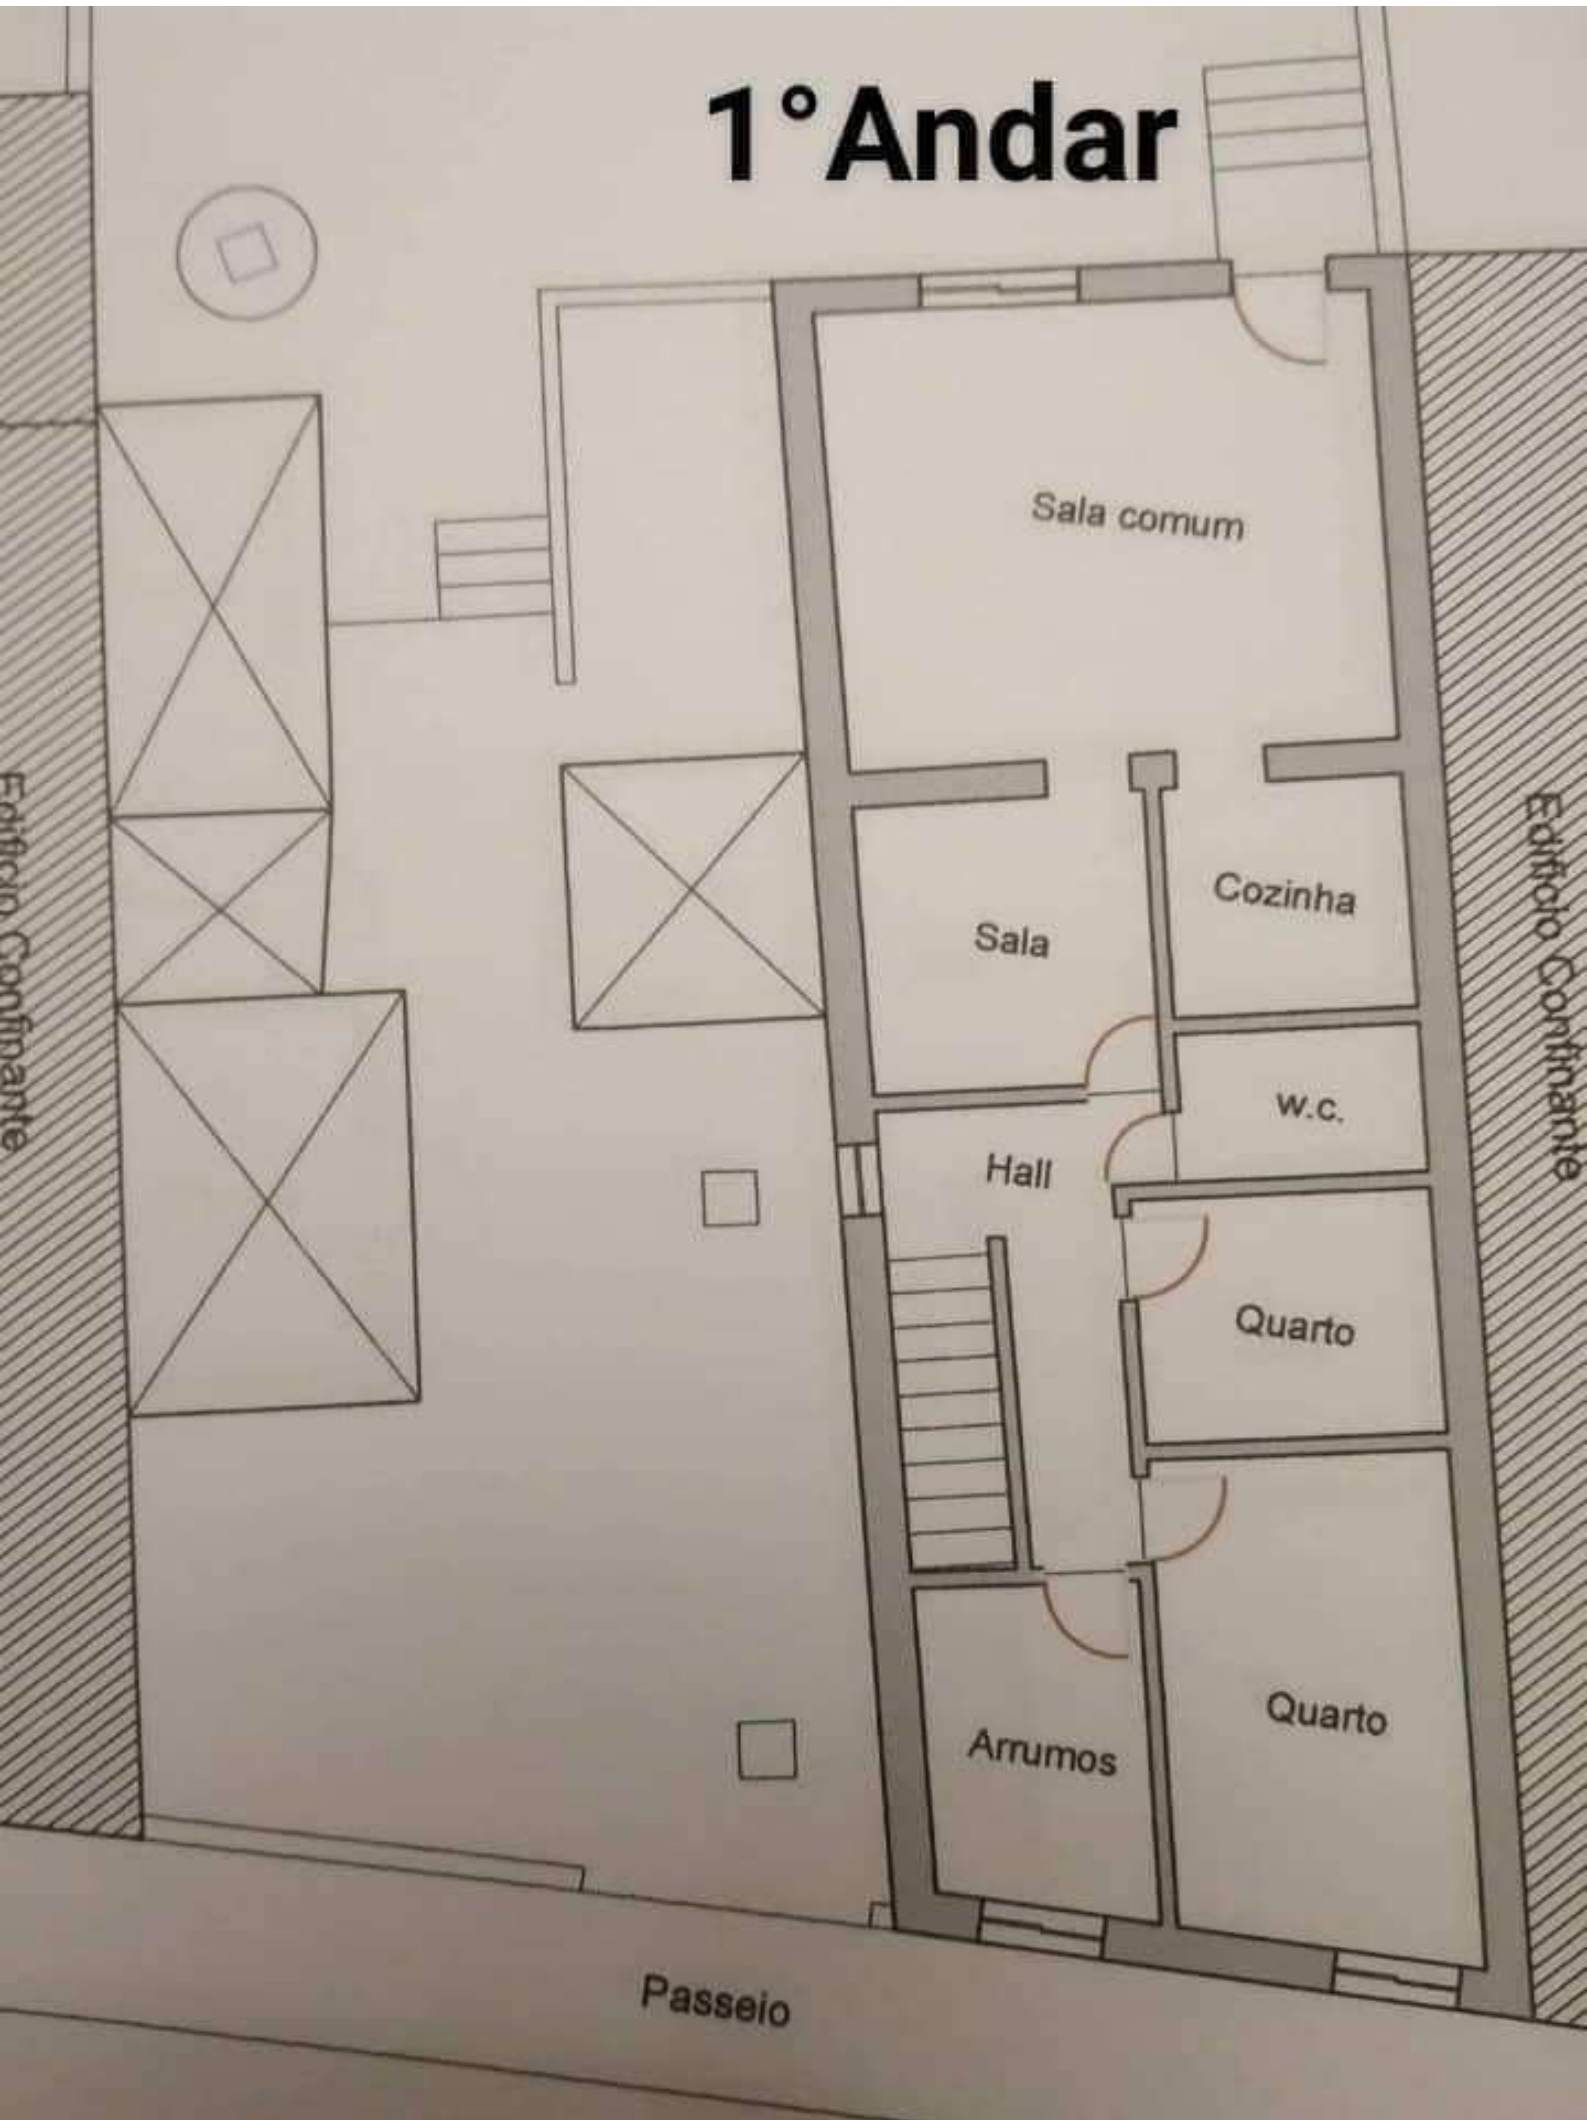 1°Andar
Sala comum
Cozinha
Sala
Edifício Confinante
Edifício Confinante
w.c.
Hall
Quarto
Quarto
Arrumos
Passeio